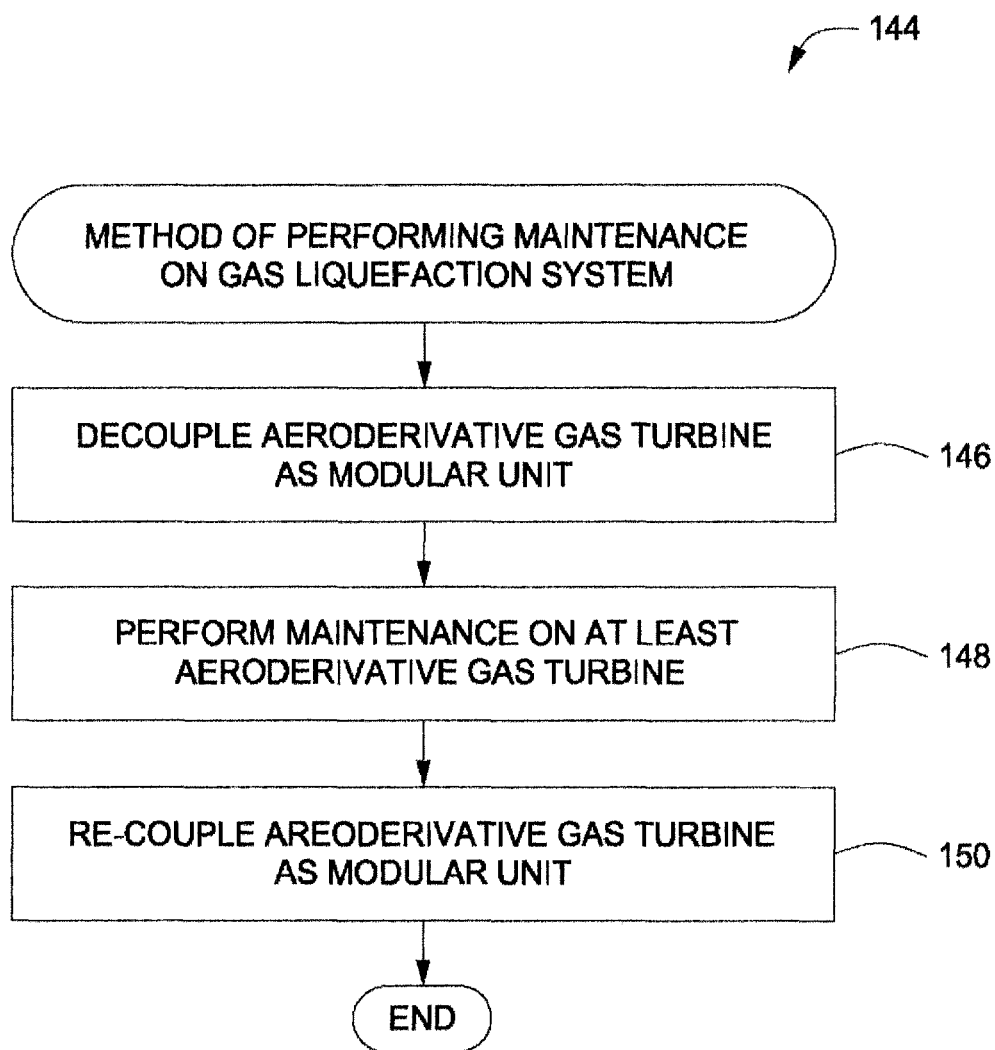 144
METHOD OF PERFORMING MAINTENANCE
ON GAS LIQUEFACTION SYSTEM
DECOUPLE AERODERIVATIVE GAS TURBINE
AS MODULAR UNIT
146
PERFORM MAINTENANCE ON AT LEAST
AERODERIVATIVE GAS TURBINE
148
RE-COUPLE AREODERIVATIVE GAS TURBINE
AS MODULAR UNIT
150
END